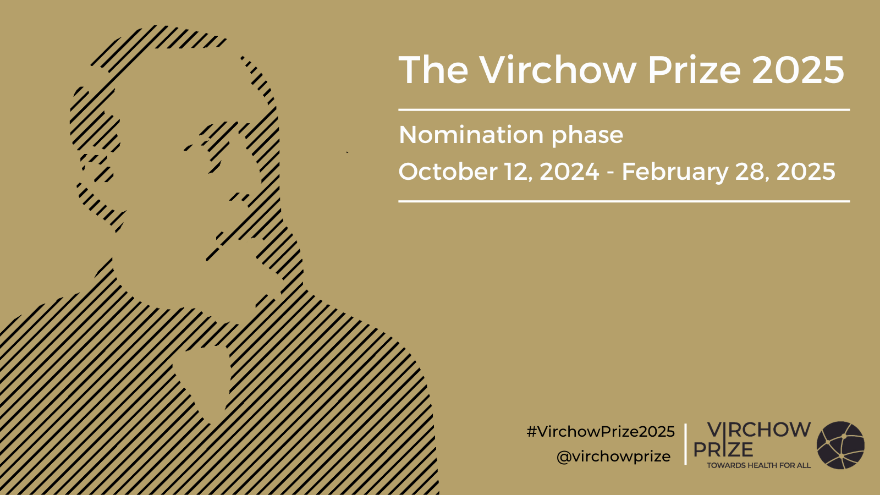 The Virchow Prize 2025
Nomination phase
October 12, 2024 - February 28, 2025
#VirchowPrize2025
@virchowprize
VIRCHOW
PRIZE
TOWARDS HEALTH FOR ALL